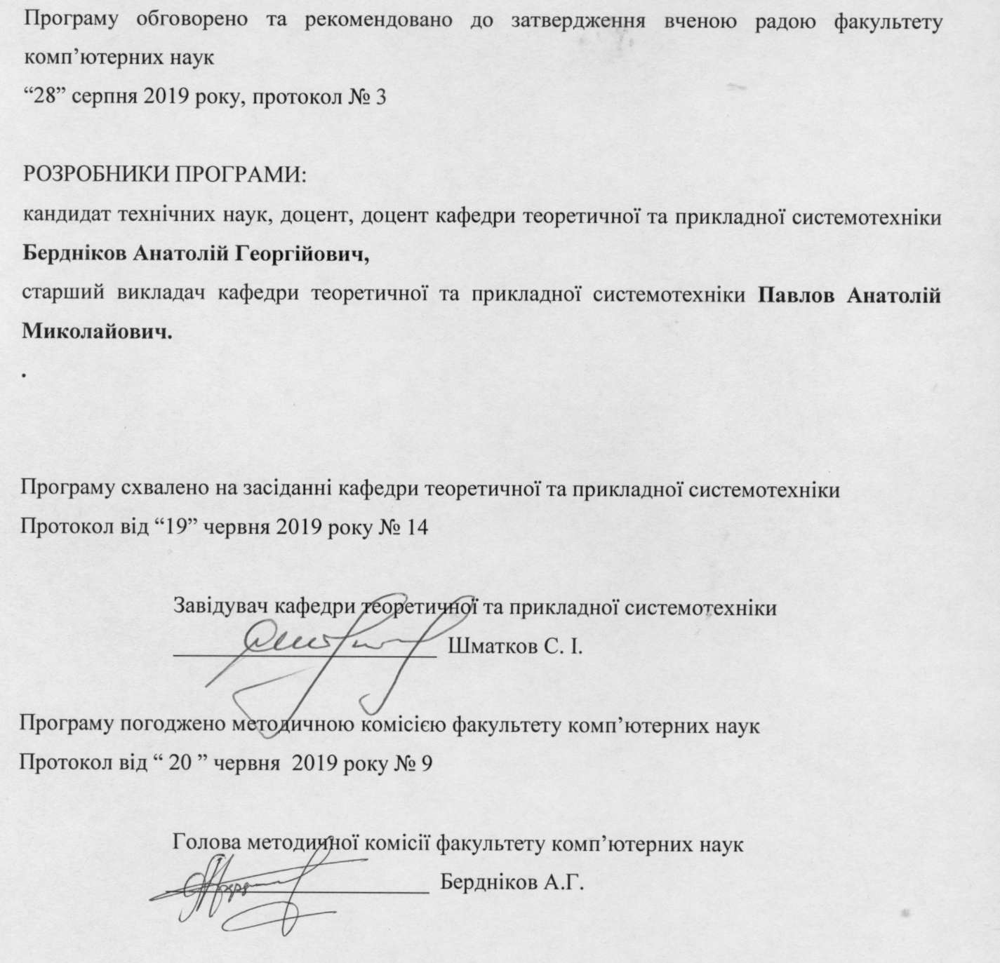 Програму обговорено та рекомендовано до затвердження вченою радою факультету
комп’ютерних наук
“28” серпня 2019 року, протокол № 3
РОЗРОБНИКИ ПРОГРАМИ:
кандидат технічних наук, доцент, доцент кафедри теоретичної та прикладної системотехніки
Бердніков Анатолій Георгійович,
старший викладач кафедри теоретичної та прикладної системотехніки Павлов Анатолій
Миколайович.
.
Програму схвалено на засіданні кафедри теоретичної та прикладної системотехніки
Протокол від “19” червня 2019 року № 14
Завідувач кафедри теоретичної та прикладної системотехніки
Шматков С. І.
Програму погоджено методичною комісією факультету комп’ютерних наук
Протокол від “ 20 ” червня 2019 року № 9
Голова методичної комісії факультету комп’ютерних наук
Бердніков А.Г.